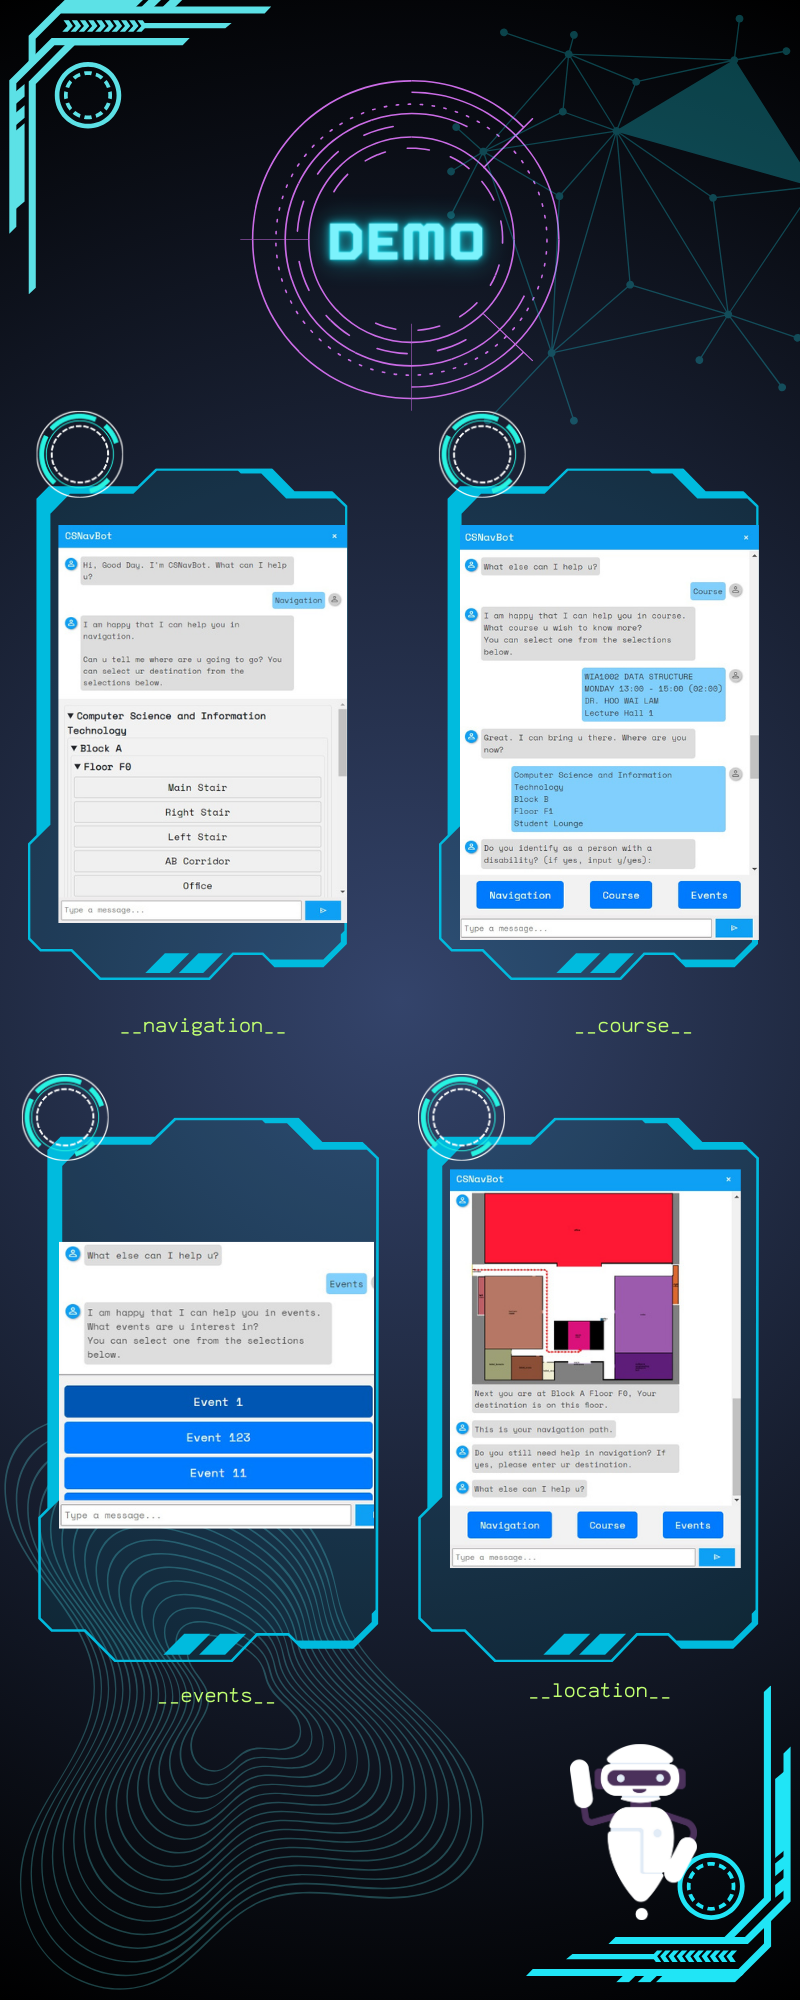 DEMO
CSNavBot ×
Hi, Good Day. I'm CSNavBot. What can I help
u?
Navigation
I am happy that I can help you in
navigation.
Can u tell me where are u going to go? You
can select ur destination from the
selections below.
▼ Computer Science and Information
Technology
▼ Block A
▼ Floor F0
Main Stair
Right Stair
Left Stair
AB Corridor
Office
Type a message...
__navigation__
CSNavBot ×
What else can I help u?
Course
I am happy that I can help you in course.
What course u wish to know more?
You can select one from the selections
below.
WIA1002 DATA STRUCTURE
MONDAY 13:00 - 15:00 (02:00)
DR. HOO WAI LAM
Lecture Hall 1
Great. I can bring u there. Where are you
now?
Computer Science and Information
Technology
Block B
Floor F1
Student Lounge
Do you identify as a person with a
disability? (if yes, input y/yes):
Navigation Course Events
Type a message...
__course__
What else can I help u?
Events
I am happy that I can help you in events.
What events are u interest in?
You can select one from the selections
below.
Event 1
Event 123
Event 11
Type a message...
__events__
CSNavBot ×
Next you are at Block A Floor F0, Your
destination is on this floor.
This is your navigation path.
Do you still need help in navigation? If
yes, please enter ur destination.
What else can I help u?
Navigation Course Events
Type a message...
__location__